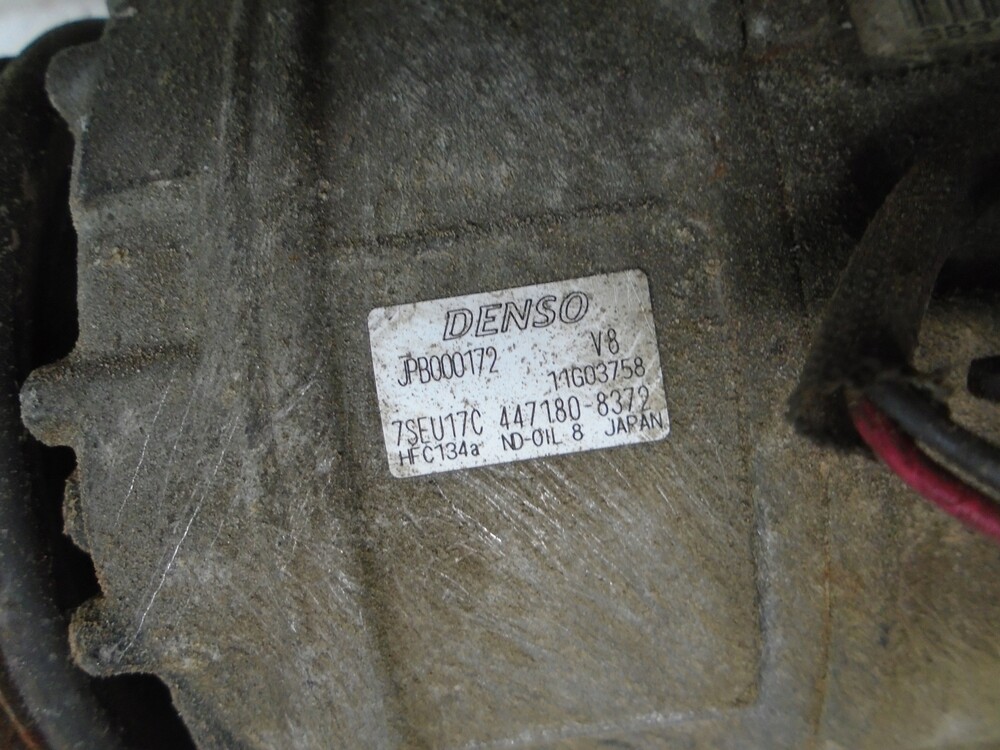 DENSO
JPB000172 V8
11G03758
7SEU17C 447180-8372
HFC134a ND-OIL 8 JAPAN